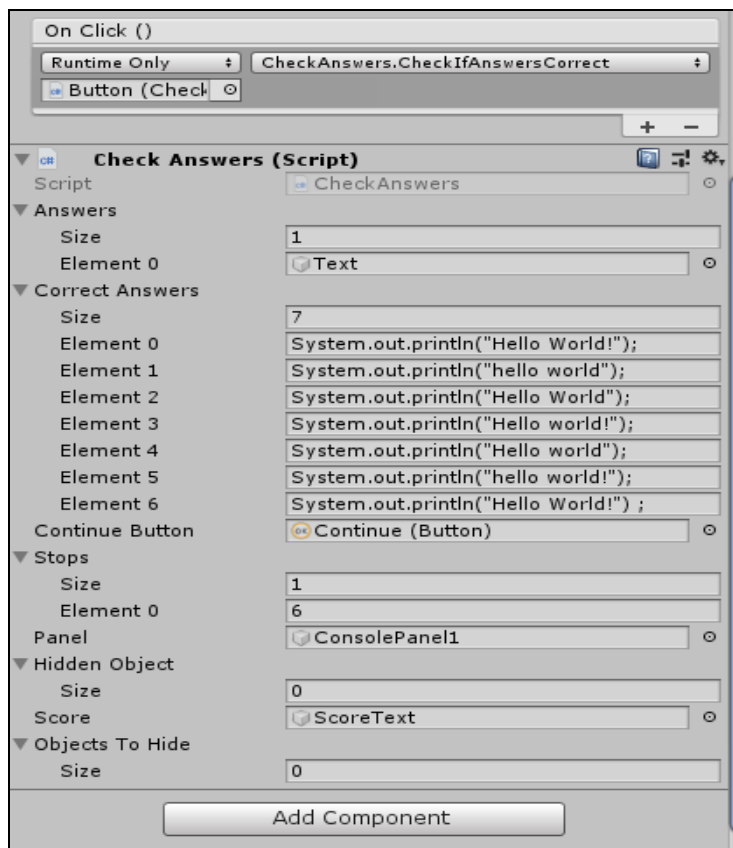 On Click ()
Runtime Only CheckAnswers.CheckIfAnswersCorrect
Button (Check
+ −
Check Answers (Script)
Script CheckAnswers
Answers
Size 1
Element 0 Text
Correct Answers
Size 7
Element 0 System.out.println("Hello World!");
Element 1 System.out.println("hello world");
Element 2 System.out.println("Hello World");
Element 3 System.out.println("Hello world!");
Element 4 System.out.println("Hello world");
Element 5 System.out.println("hello world!");
Element 6 System.out.println("Hello World!") ;
Continue Button Continue (Button)
Stops
Size 1
Element 0 6
Panel ConsolePanel1
Hidden Object
Size 0
Score ScoreText
Objects To Hide
Size 0
Add Component